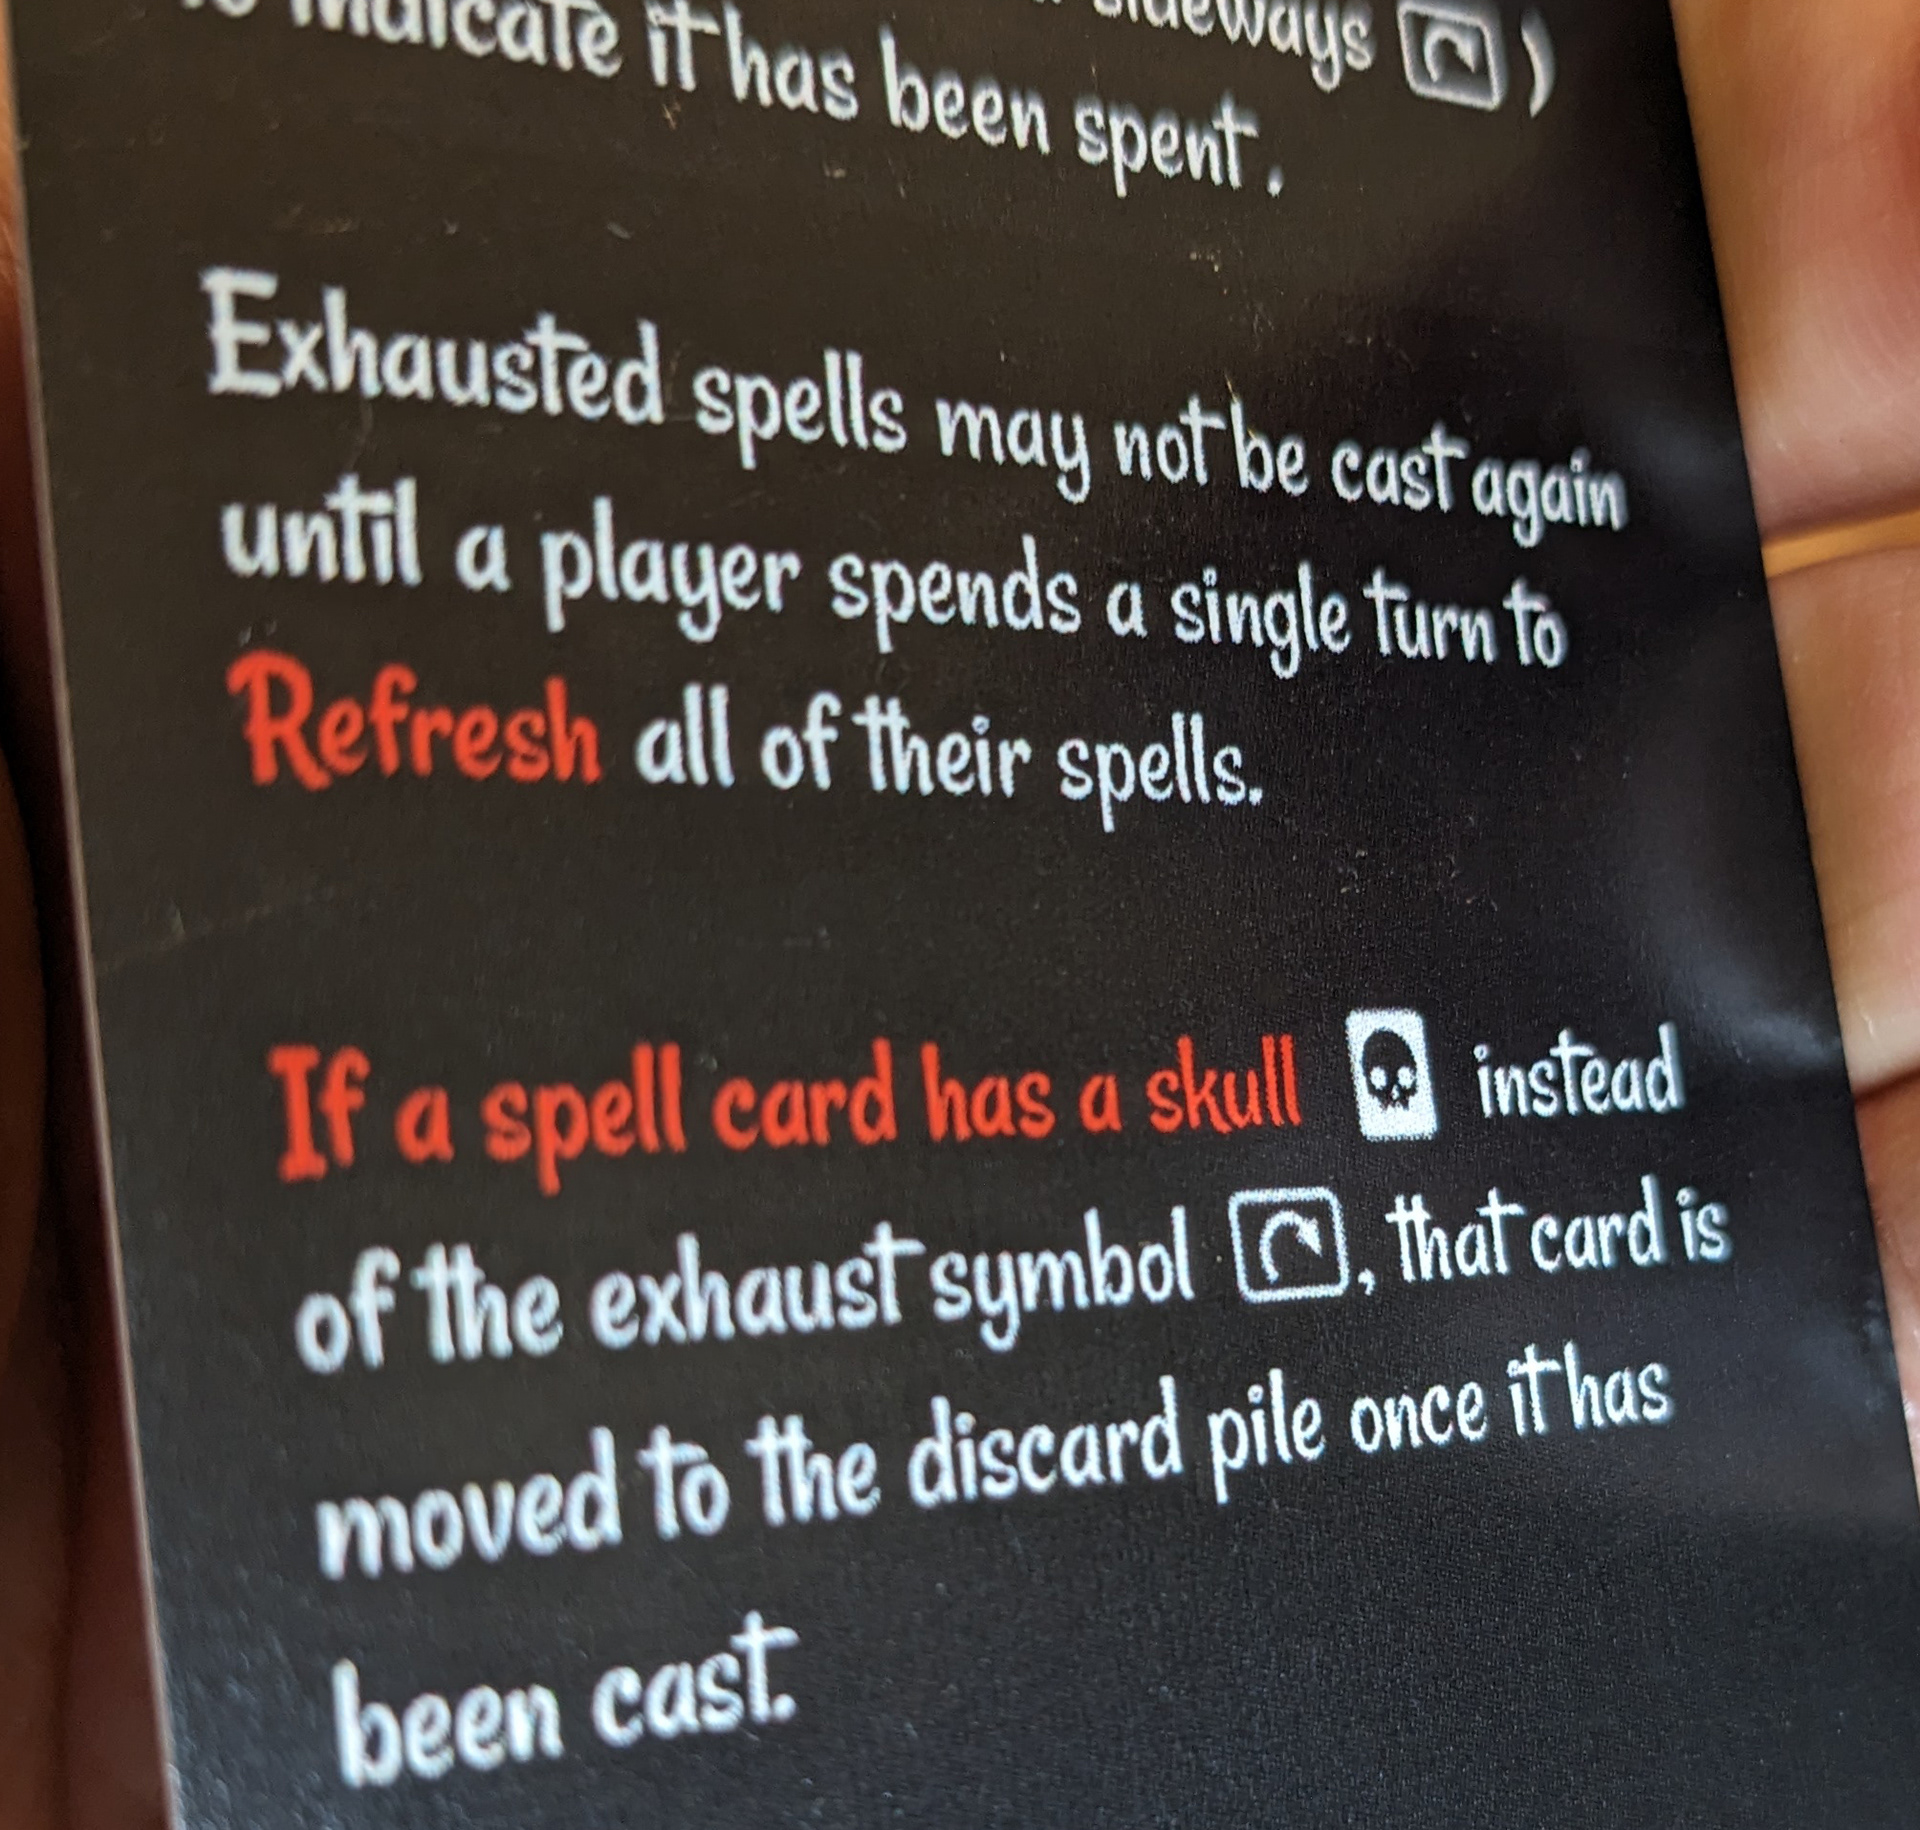 sideways )
indicate it has been spent.
Exhausted spells may not be cast again
until a player spends a single turn to
Refresh all of their spells.
If a spell card has a skull instead
of the exhaust symbol , that card is
moved to the discard pile once it has
been cast.